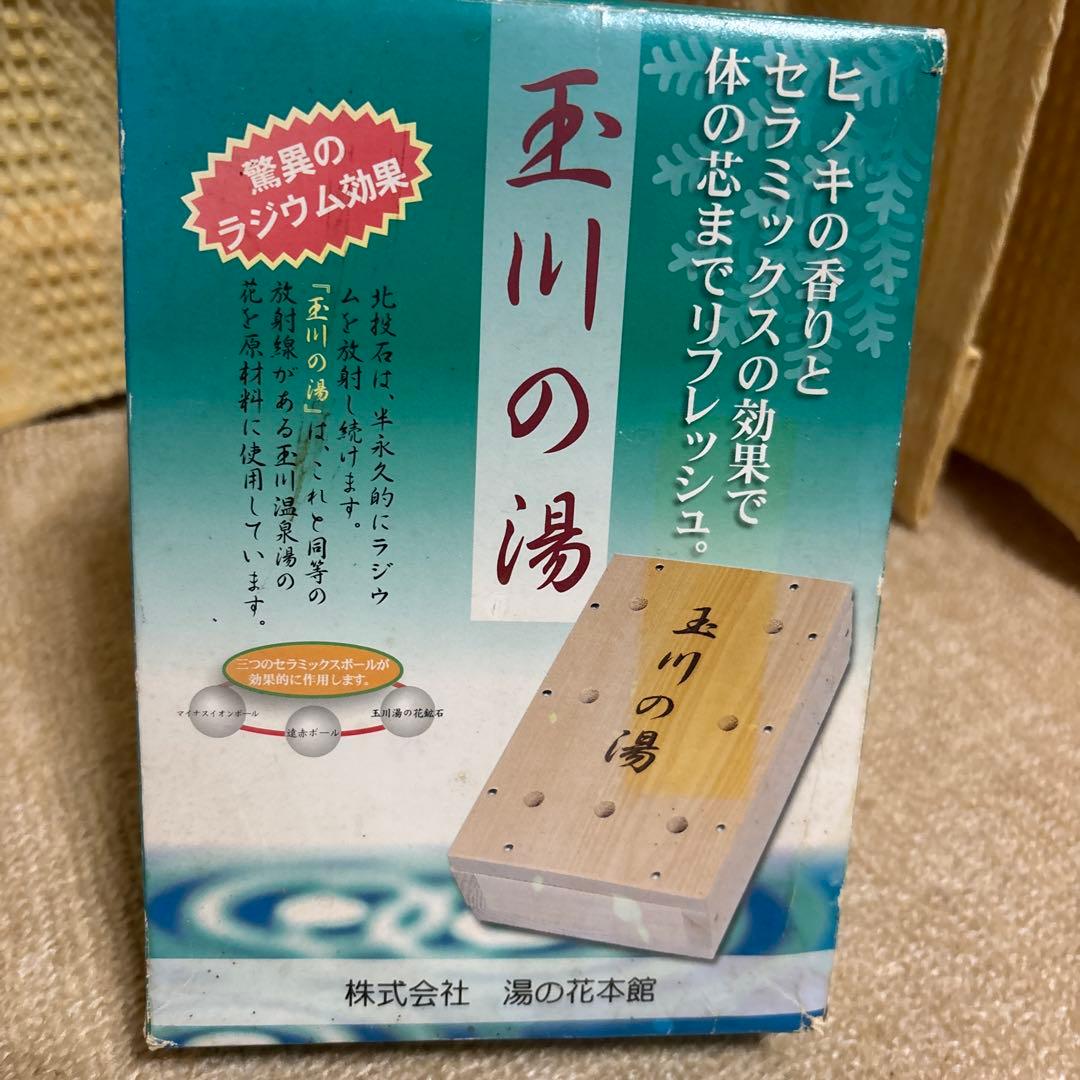 ヒノキの香りと
セラミックスの効果で
体の芯までリフレッシュ。
玉川の湯
驚異の
ラジウム効果
北投石は、半永久的にラジウ
ムを放射し続けます。
『玉川の湯』は、これと同等の
放射線がある玉川温泉湯の
花を原材料に使用しています。
三つのセラミックスボールが
効果的に作用します。
マイナスイオンボール
遠赤ボール
玉川湯の花鉱石
玉川の湯
株式会社 湯の花本館